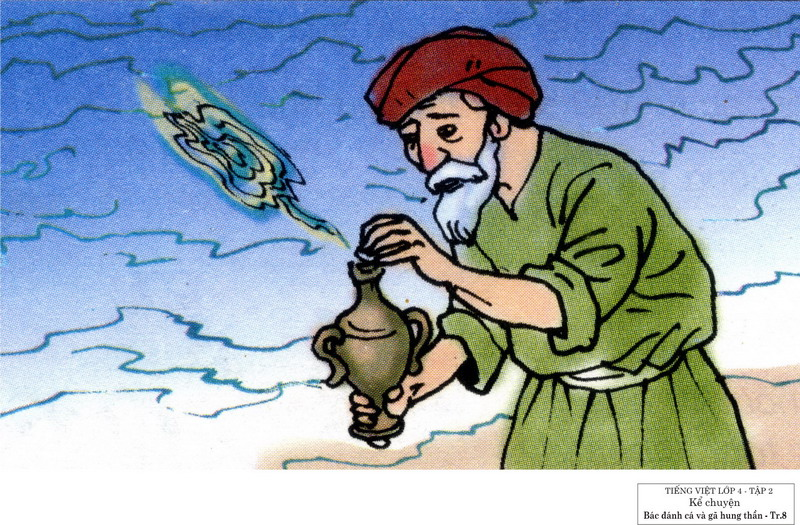 TIẾNG VIỆT LỚP 4 - TẬP 2
Kể chuyện
Bác đánh cá và gã hung thần - Tr.8